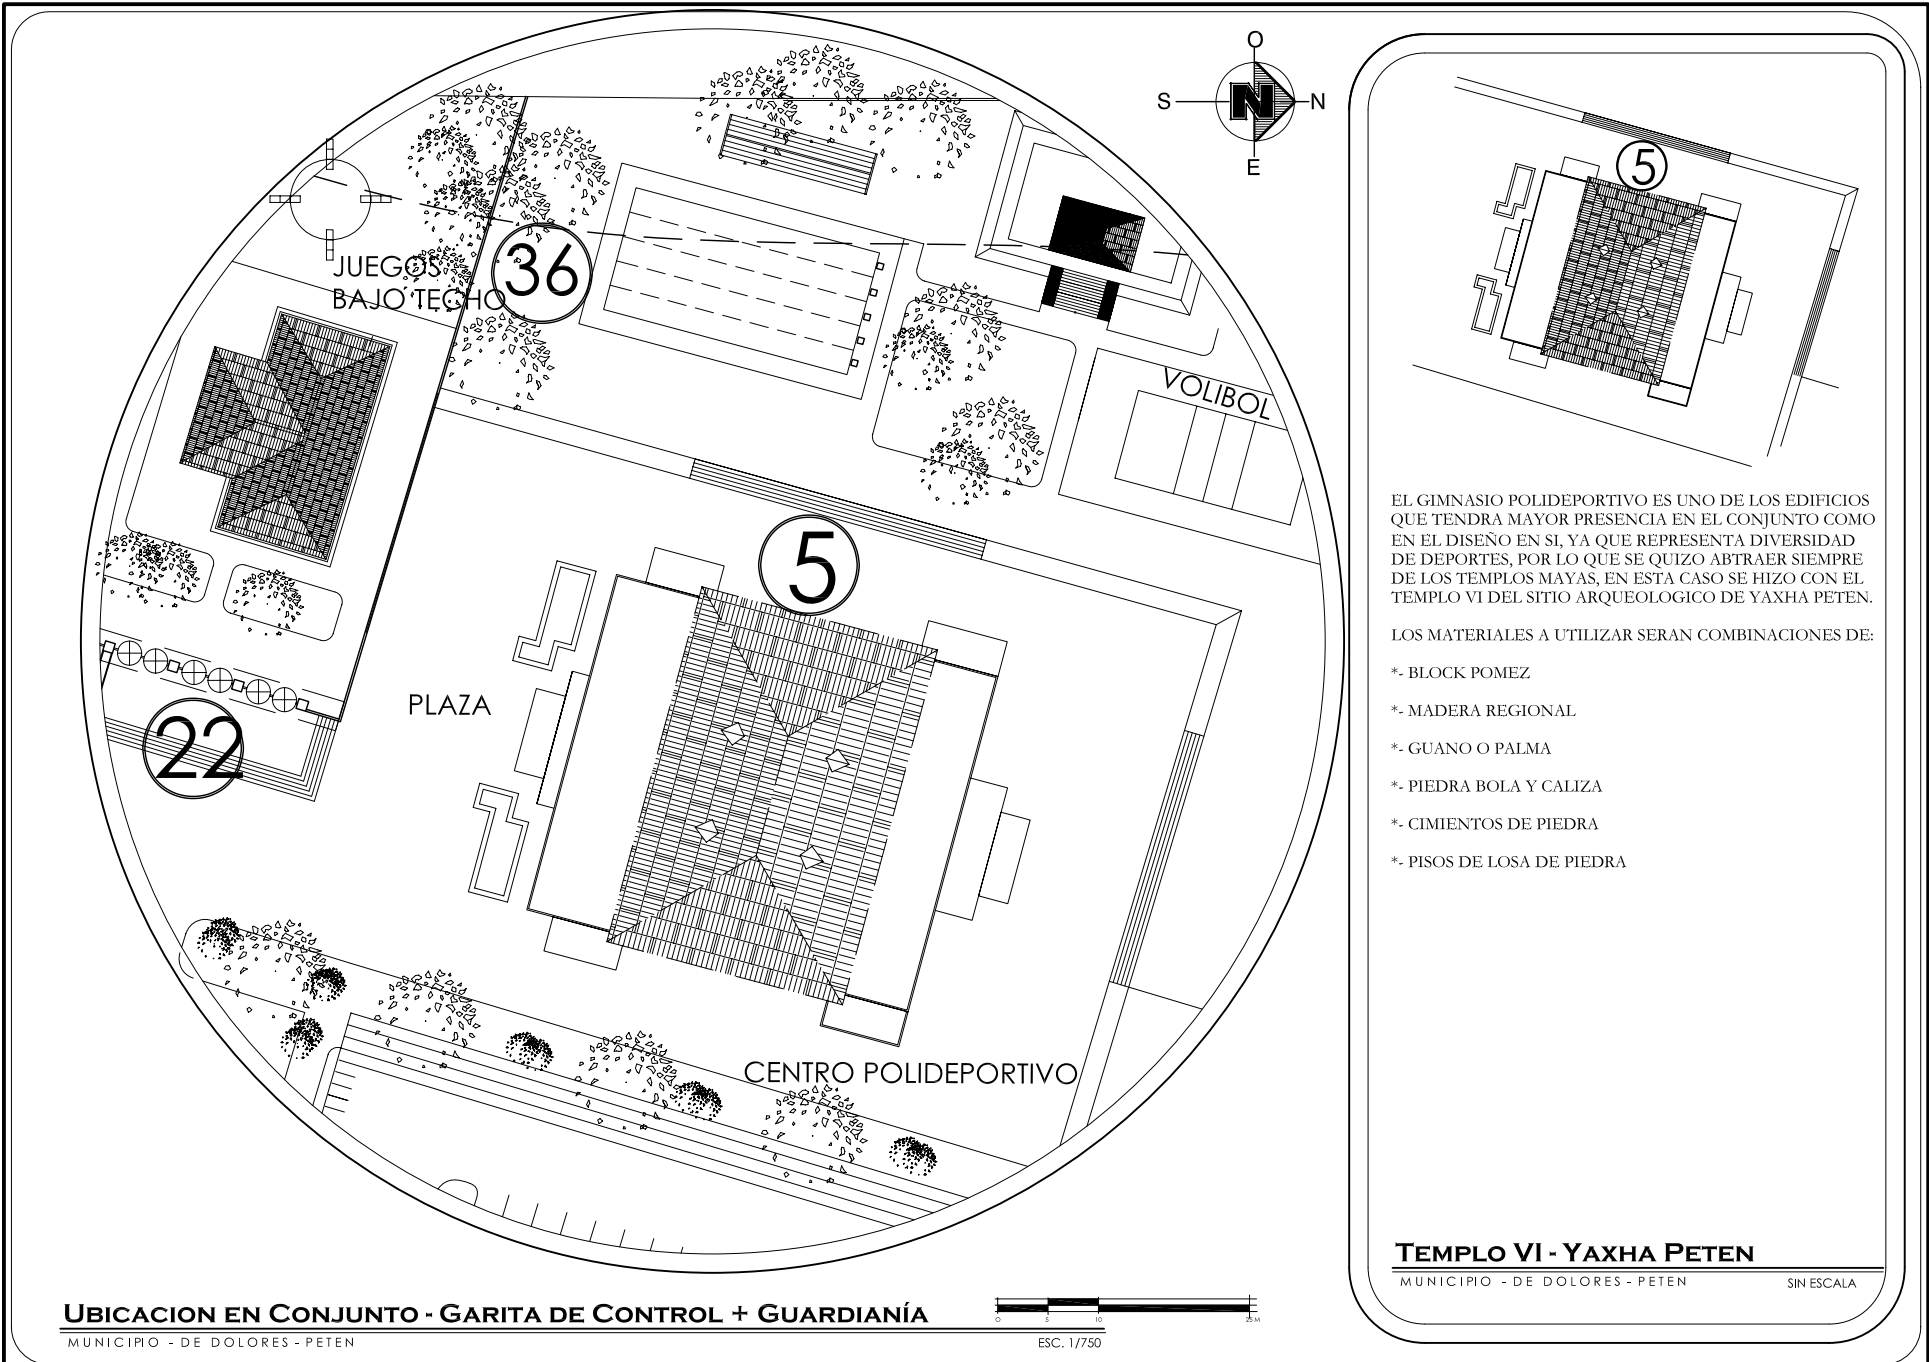 O
S
N
N
E
JUEGOS
BAJO TECHO
36
VOLIBOL
5
PLAZA
22
CENTRO POLIDEPORTIVO
UBICACION EN CONJUNTO - GARITA DE CONTROL + GUARDIANÍA
MUNICIPIO - DE DOLORES - PETEN
ESC. 1/750
0 5 10 25 M
5
EL GIMNASIO POLIDEPORTIVO ES UNO DE LOS EDIFICIOS
QUE TENDRA MAYOR PRESENCIA EN EL CONJUNTO COMO
EN EL DISEÑO EN SI, YA QUE REPRESENTA DIVERSIDAD
DE DEPORTES, POR LO QUE SE QUIZO ABTRAER SIEMPRE
DE LOS TEMPLOS MAYAS, EN ESTA CASO SE HIZO CON EL
TEMPLO VI DEL SITIO ARQUEOLOGICO DE YAXHA PETEN.
LOS MATERIALES A UTILIZAR SERAN COMBINACIONES DE:
*- BLOCK POMEZ
*- MADERA REGIONAL
*- GUANO O PALMA
*- PIEDRA BOLA Y CALIZA
*- CIMIENTOS DE PIEDRA
*- PISOS DE LOSA DE PIEDRA
TEMPLO VI - YAXHA PETEN
MUNICIPIO - DE DOLORES - PETEN
SIN ESCALA